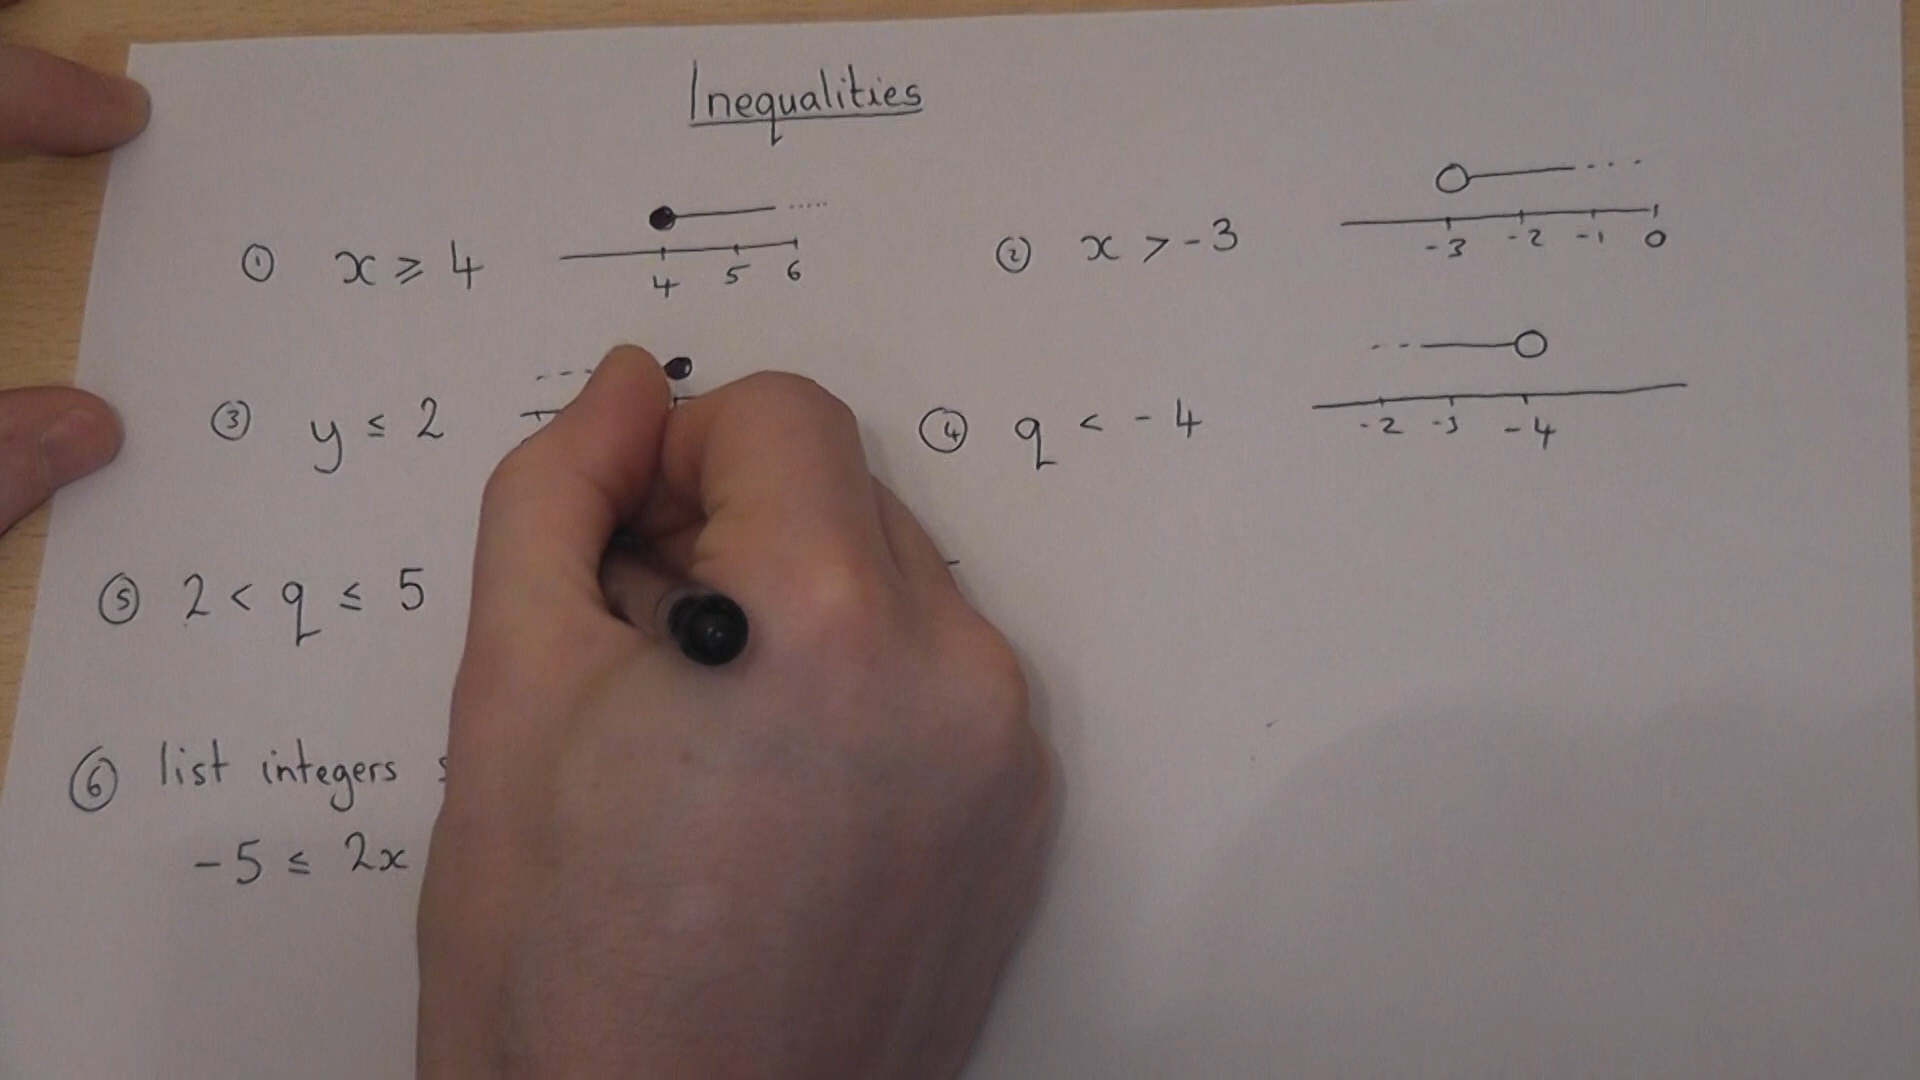 Inequalities
① x ≥ 4
4 5 6
② x > -3
-3 -2 -1 0
③ y ≤ 2
④ q < -4
-2 -3 -4
⑤ 2 < q ≤ 5
⑥ list integers
-5 ≤ 2x